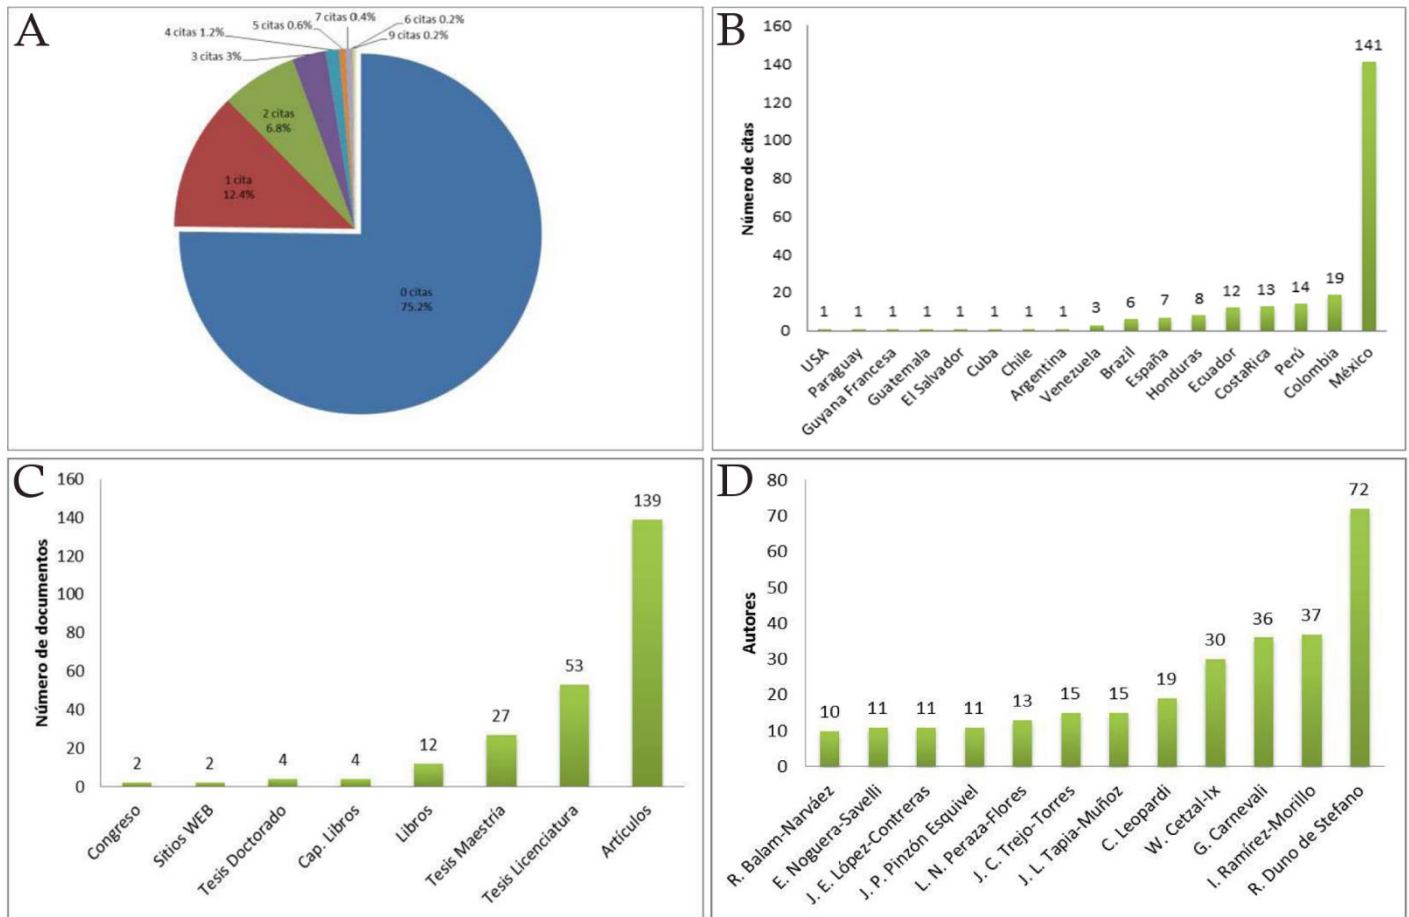 A
7 citas 0.4%
6 citas 0.2%
5 citas 0.6%
9 citas 0.2%
4 citas 1.2%
3 citas 3%
2 citas
6.8%
1 cita
12.4%
0 citas
75.2%
B
Número de citas
160
140
120
100
80
60
40
20
0
1
1
1
1
1
1
1
1
3
6
7
8
12
13
14
19
141
USA
Paraguay
Guyana Francesa
Guatemala
El Salvador
Cuba
Chile
Argentina
Venezuela
Brazil
España
Honduras
Ecuador
CostaRica
Perú
Colombia
México
C
Número de documentos
160
140
120
100
80
60
40
20
0
2
2
4
4
12
27
53
139
Congreso
Sitios WEB
Tesis Doctorado
Cap. Libros
Libros
Tesis Maestría
Tesis Licenciatura
Artículos
D
Autores
80
70
60
50
40
30
20
10
0
10
11
11
11
13
15
15
19
30
36
37
72
R. Balam-Narváez
E. Noguera-Savelli
J. E. López-Contreras
J. P. Pinzón Esquivel
L. N. Peraza-Flores
J. C. Trejo-Torres
J. L. Tapia-Muñoz
C. Leopardi
W. Cetzal-Ix
G. Carnevali
I. Ramírez-Morillo
R. Duno de Stefano